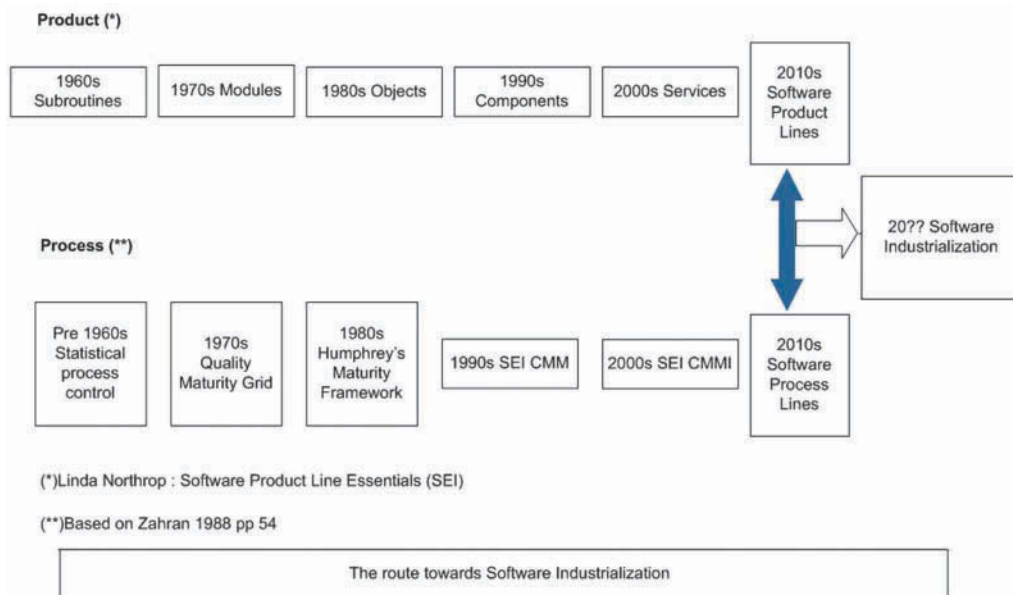 Product (*)
1960s
Subroutines
1970s Modules
1980s Objects
1990s
Components
2000s Services
2010s
Software
Product
Lines
20?? Software
Industrialization
Process (**)
Pre 1960s
Statistical
process
control
1970s
Quality
Maturity Grid
1980s
Humphrey's
Maturity
Framework
1990s SEI CMM
2000s SEI CMMI
2010s
Software
Process
Lines
(*)Linda Northrop : Software Product Line Essentials (SEI)
(**)Based on Zahran 1988 pp 54
The route towards Software Industrialization